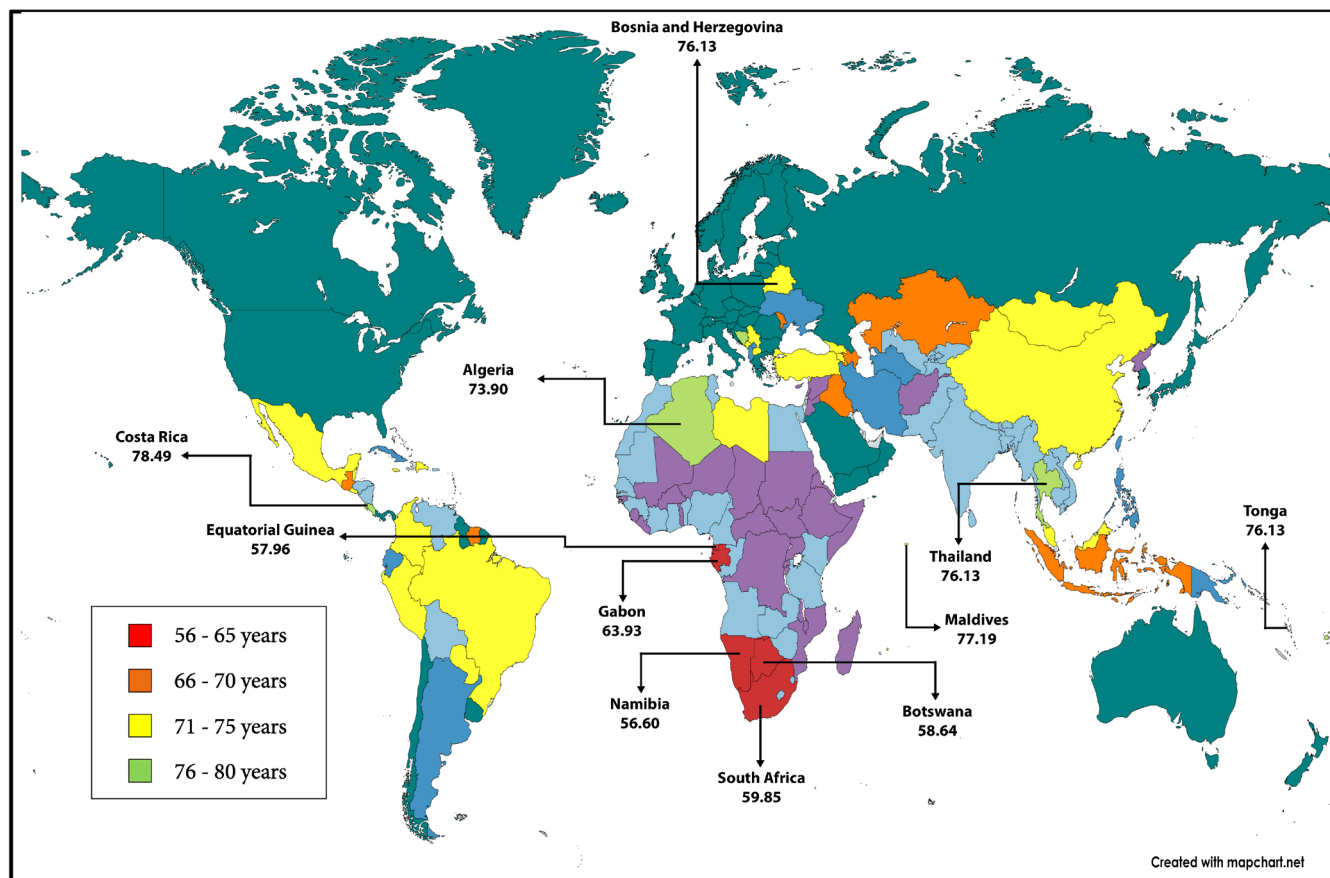 Bosnia and Herzegovina
76.13
Algeria
73.90
Costa Rica
78.49
Equatorial Guinea
57.96
Tonga
76.13
Thailand
76.13
Gabon
63.93
Maldives
77.19
Namibia
56.60
Botswana
58.64
South Africa
59.85
56 - 65 years
66 - 70 years
71 - 75 years
76 - 80 years
Created with mapchart.net